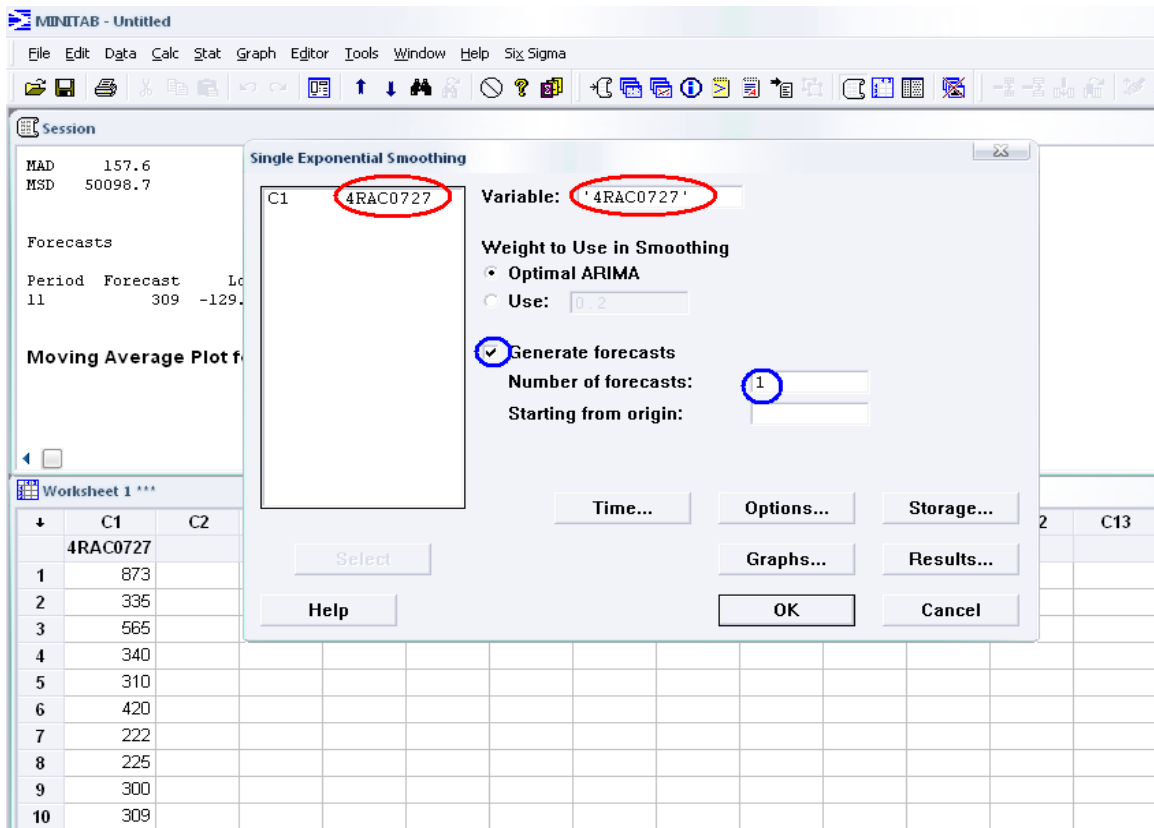 MINITAB - Untitled
File Edit Data Calc Stat Graph Editor Tools Window Help Six Sigma
Session
MAD 157.6
MSD 50098.7
Forecasts
Period Forecast
11 309 -129.
Moving Average Plot
Single Exponential Smoothing
C1 4RAC0727
Variable: '4RAC0727'
Weight to Use in Smoothing
Optimal ARIMA
Use: 0.2
Generate forecasts
Number of forecasts: 1
Starting from origin:
Time... Options... Storage...
Select Graphs... Results...
Help OK Cancel
Worksheet 1 ***
C1 C2 2 C13
4RAC0727
1 873
2 335
3 565
4 340
5 310
6 420
7 222
8 225
9 300
10 309